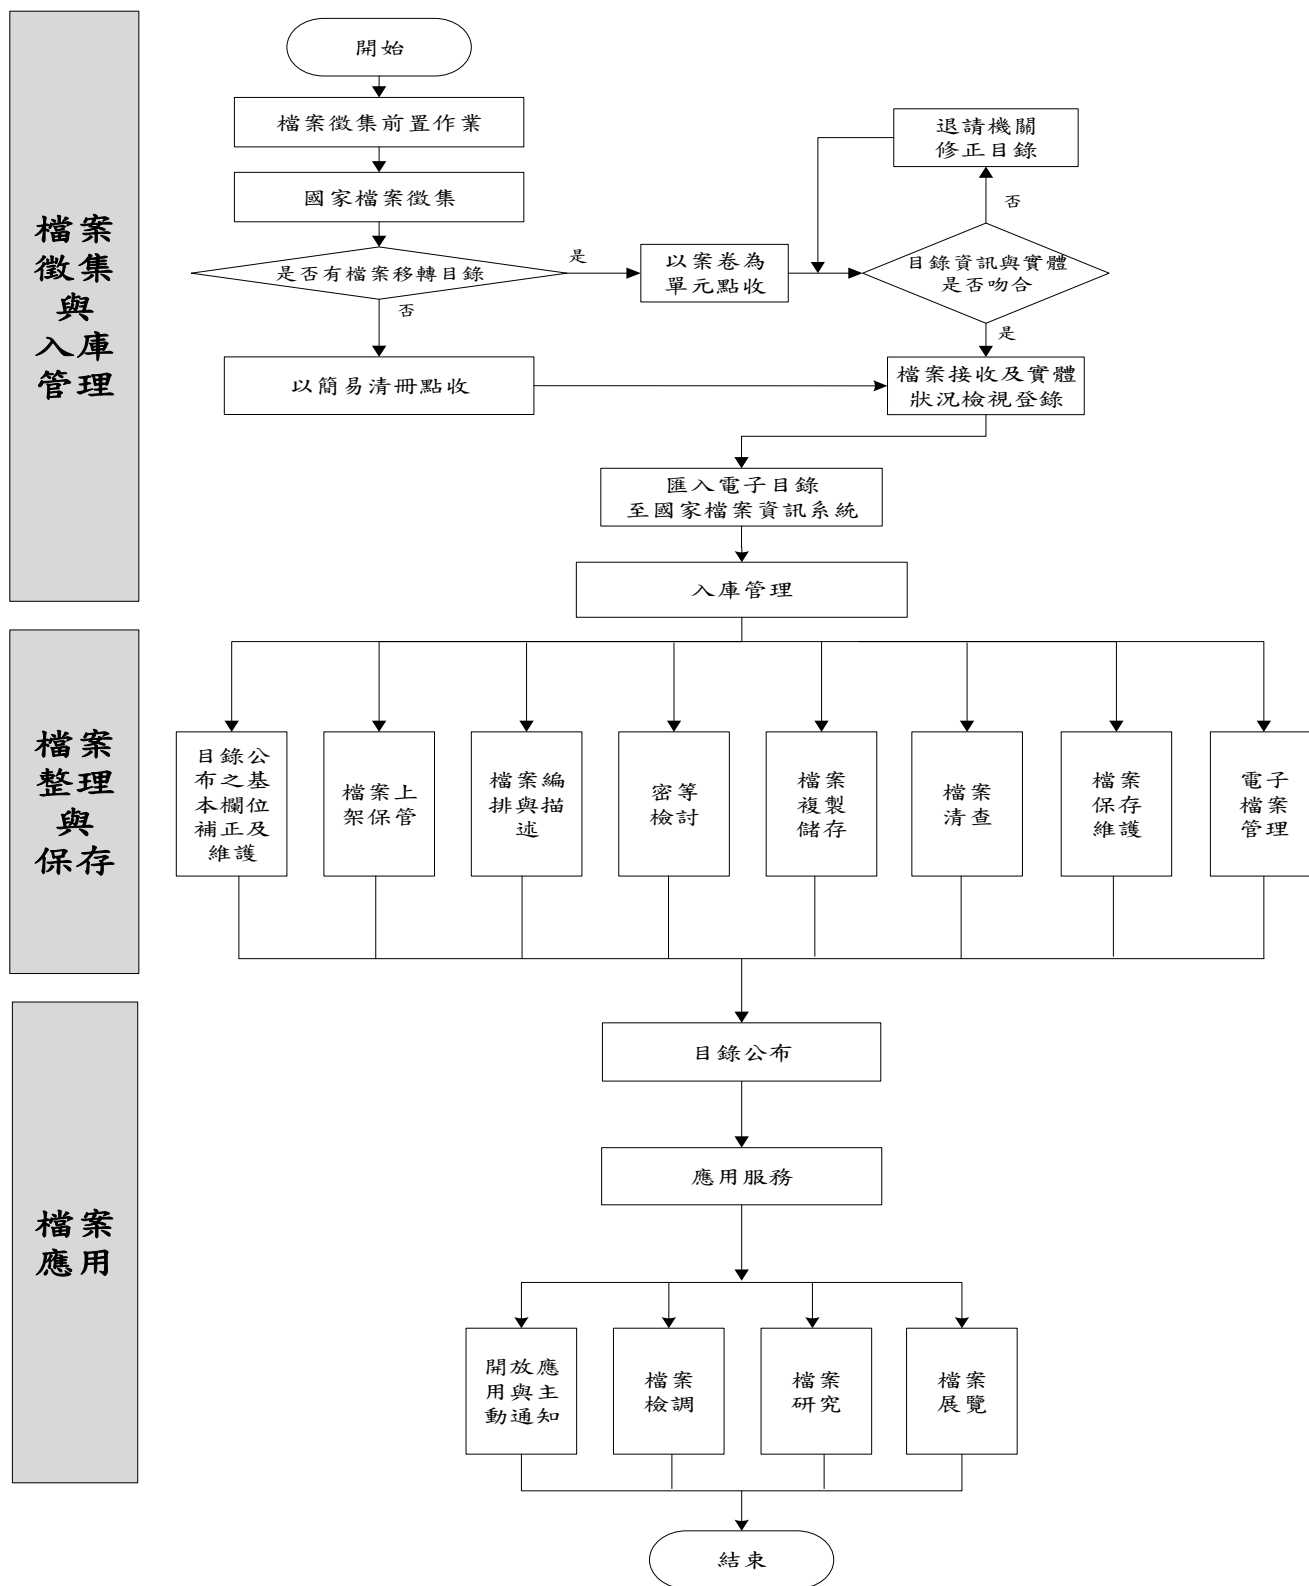 檔案
徵集
與
入庫
管理
開始
檔案徵集前置作業
國家檔案徵集
是否有檔案移轉目錄
是
否
以案卷為
單元點收
退請機關
修正目錄
否
目錄資訊與實體
是否吻合
是
以簡易清冊點收
檔案接收及實體
狀況檢視登錄
匯入電子目錄
至國家檔案資訊系統
入庫管理
檔案
整理
與
保存
目錄公
布之基
本欄位
補正及
維護
檔案上
架保管
檔案編
排與描
述
密等
檢討
檔案
複製
儲存
檔案
清查
檔案
保存
維護
電子
檔案
管理
檔案
應用
目錄公布
應用服務
開放應
用與主
動通知
檔案
檢調
檔案
研究
檔案
展覽
結束